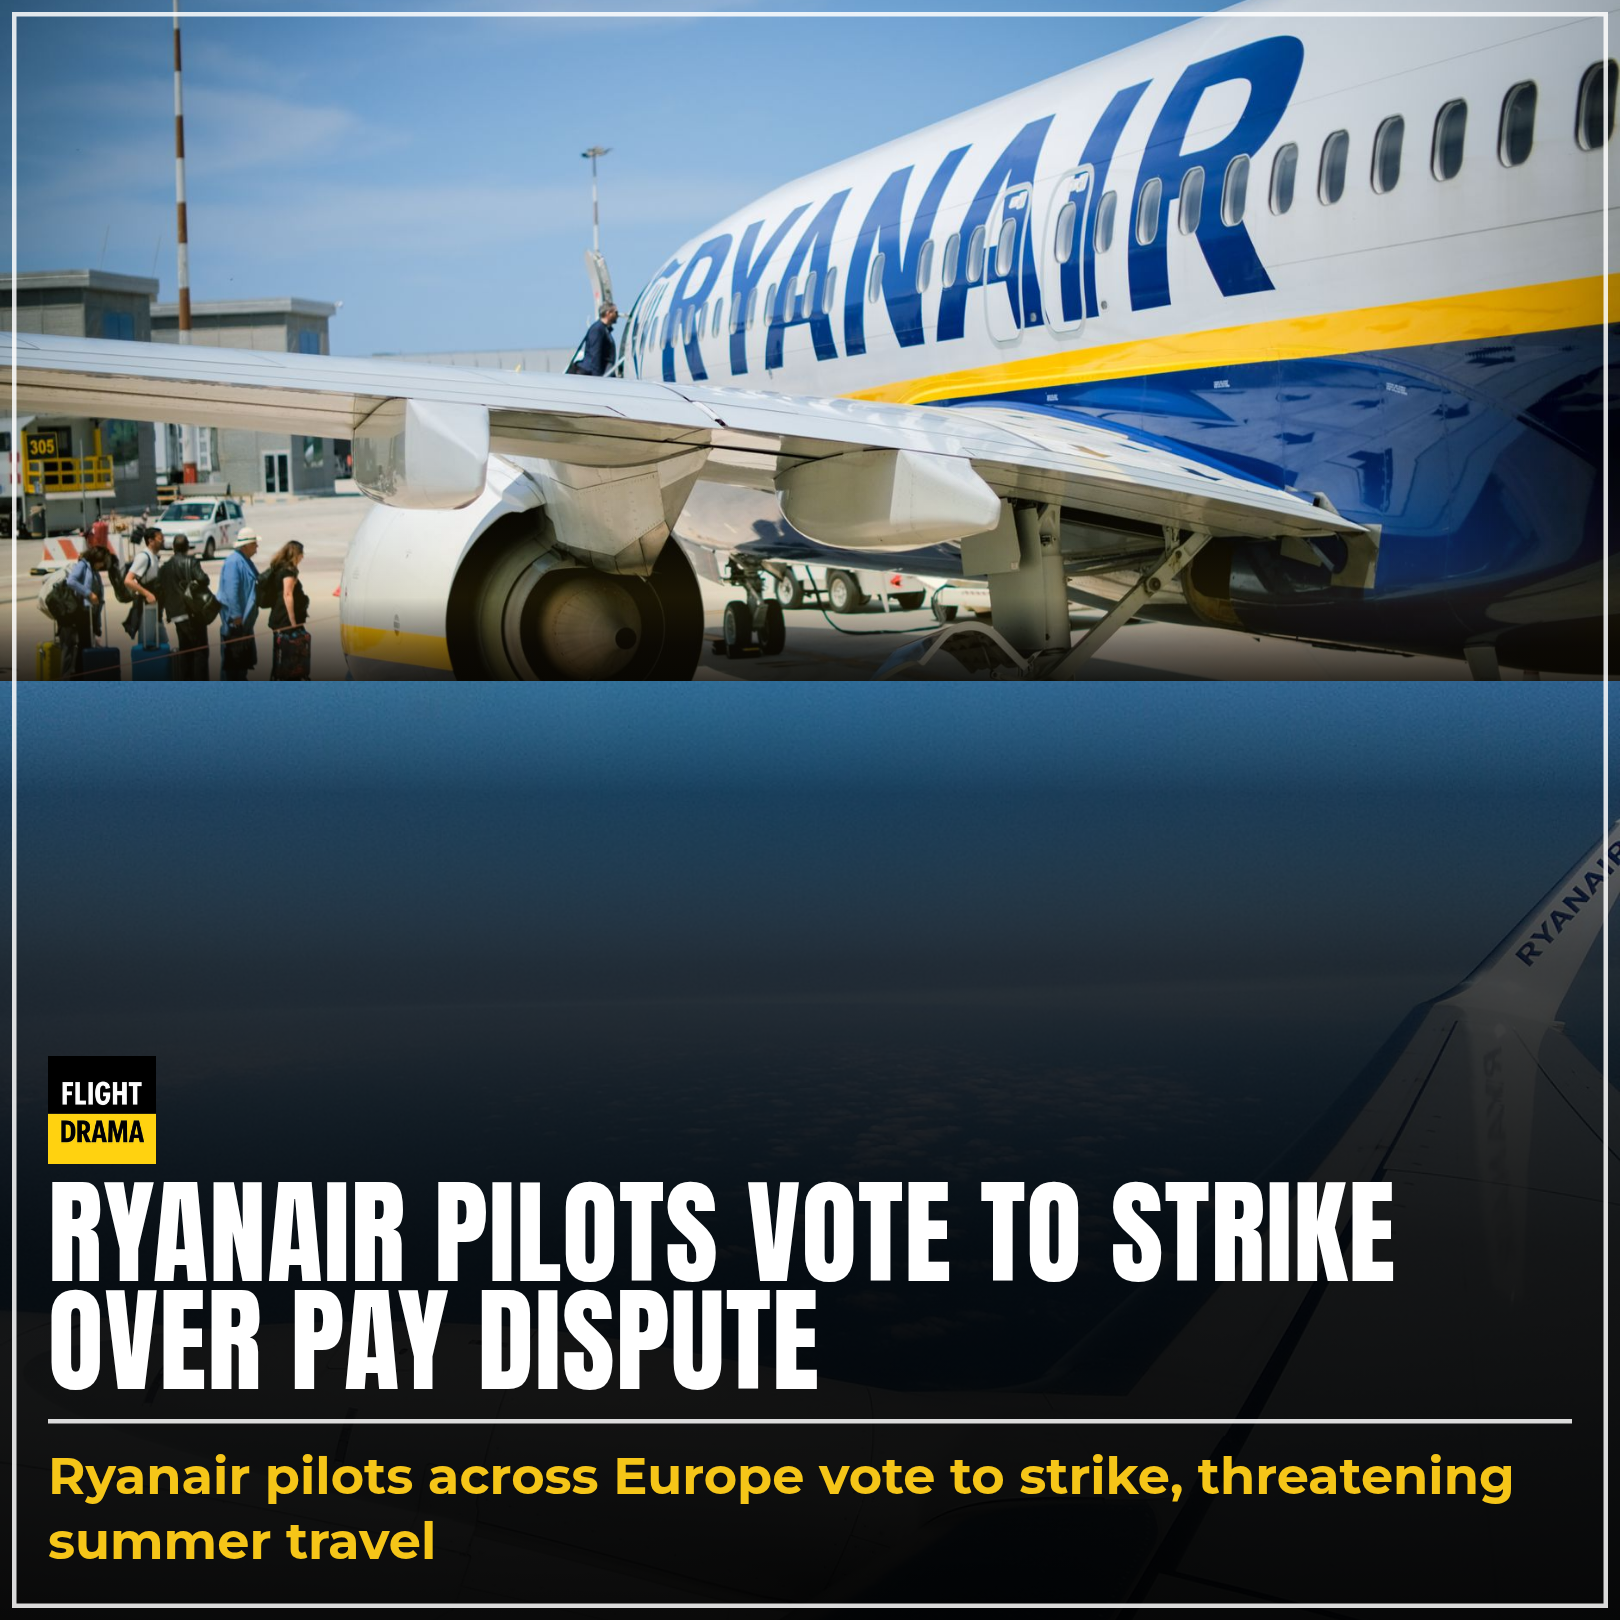 RYANAIR
305
RYANAIR
FLIGHT
DRAMA
RYANAIR PILOTS VOTE TO STRIKE
OVER PAY DISPUTE
Ryanair pilots across Europe vote to strike, threatening
summer travel